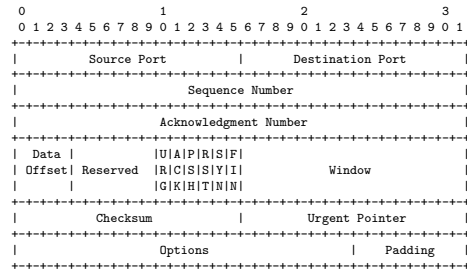 0                   1                   2                   3
0 1 2 3 4 5 6 7 8 9 0 1 2 3 4 5 6 7 8 9 0 1 2 3 4 5 6 7 8 9 0 1
+-+-+-+-+-+-+-+-+-+-+-+-+-+-+-+-+-+-+-+-+-+-+-+-+-+-+-+-+-+-+-+-+
|          Source Port          |       Destination Port        |
+-+-+-+-+-+-+-+-+-+-+-+-+-+-+-+-+-+-+-+-+-+-+-+-+-+-+-+-+-+-+-+-+
|                        Sequence Number                        |
+-+-+-+-+-+-+-+-+-+-+-+-+-+-+-+-+-+-+-+-+-+-+-+-+-+-+-+-+-+-+-+-+
|                    Acknowledgment Number                      |
+-+-+-+-+-+-+-+-+-+-+-+-+-+-+-+-+-+-+-+-+-+-+-+-+-+-+-+-+-+-+-+-+
|  Data |           |U|A|P|R|S|F|                               |
| Offset| Reserved  |R|C|S|S|Y|I|            Window             |
|       |           |G|K|H|T|N|N|                               |
+-+-+-+-+-+-+-+-+-+-+-+-+-+-+-+-+-+-+-+-+-+-+-+-+-+-+-+-+-+-+-+-+
|           Checksum            |         Urgent Pointer        |
+-+-+-+-+-+-+-+-+-+-+-+-+-+-+-+-+-+-+-+-+-+-+-+-+-+-+-+-+-+-+-+-+
|                    Options                    |    Padding    |
+-+-+-+-+-+-+-+-+-+-+-+-+-+-+-+-+-+-+-+-+-+-+-+-+-+-+-+-+-+-+-+-+